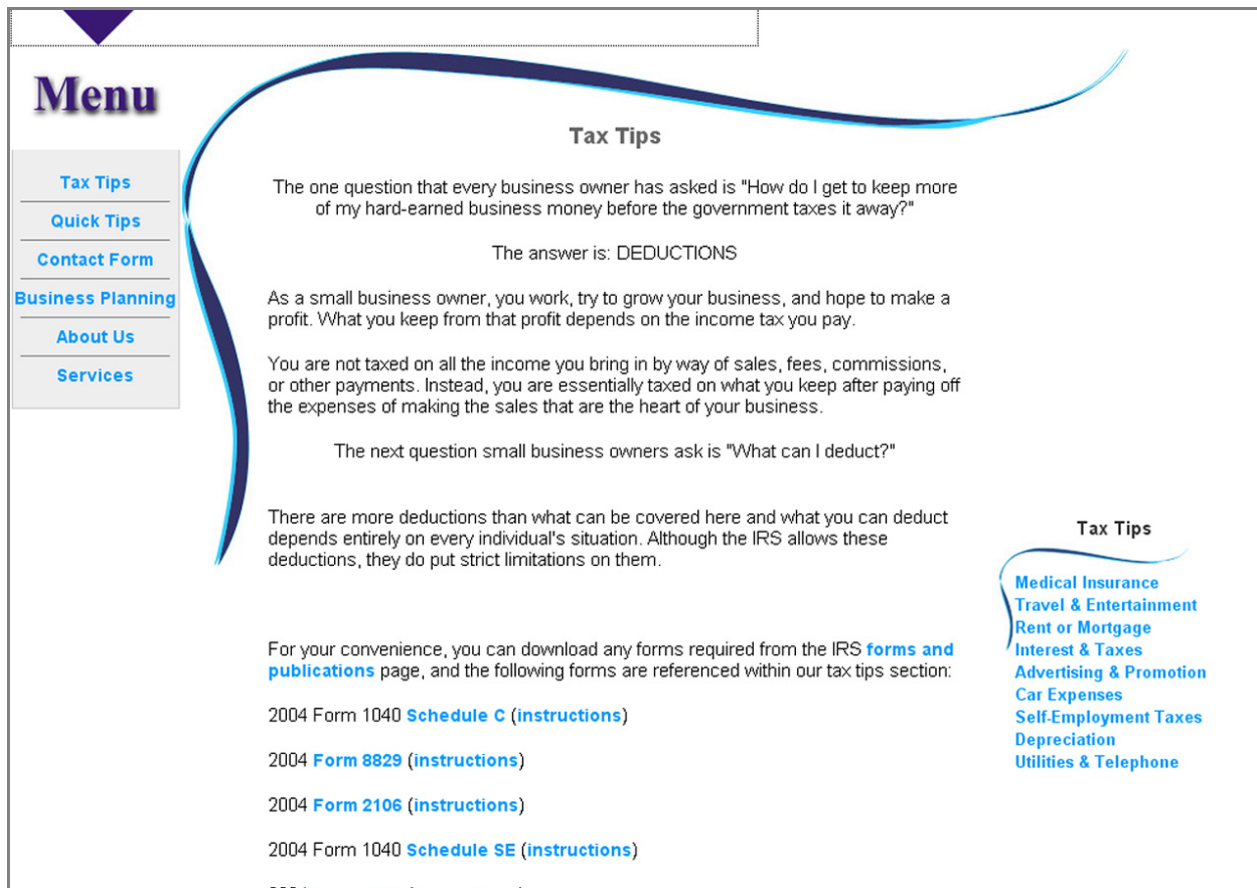 Menu
Tax Tips
Quick Tips
Contact Form
Business Planning
About Us
Services
Tax Tips
The one question that every business owner has asked is "How do I get to keep more
of my hard-earned business money before the government taxes it away?"
The answer is: DEDUCTIONS
As a small business owner, you work, try to grow your business, and hope to make a
profit. What you keep from that profit depends on the income tax you pay.
You are not taxed on all the income you bring in by way of sales, fees, commissions,
or other payments. Instead, you are essentially taxed on what you keep after paying off
the expenses of making the sales that are the heart of your business.
The next question small business owners ask is "What can I deduct?"
There are more deductions than what can be covered here and what you can deduct
depends entirely on every individual's situation. Although the IRS allows these
deductions, they do put strict limitations on them.
For your convenience, you can download any forms required from the IRS forms and
publications page, and the following forms are referenced within our tax tips section:
2004 Form 1040 Schedule C (instructions)
2004 Form 8829 (instructions)
2004 Form 2106 (instructions)
2004 Form 1040 Schedule SE (instructions)
Tax Tips
Medical Insurance
Travel & Entertainment
Rent or Mortgage
Interest & Taxes
Advertising & Promotion
Car Expenses
Self-Employment Taxes
Depreciation
Utilities & Telephone